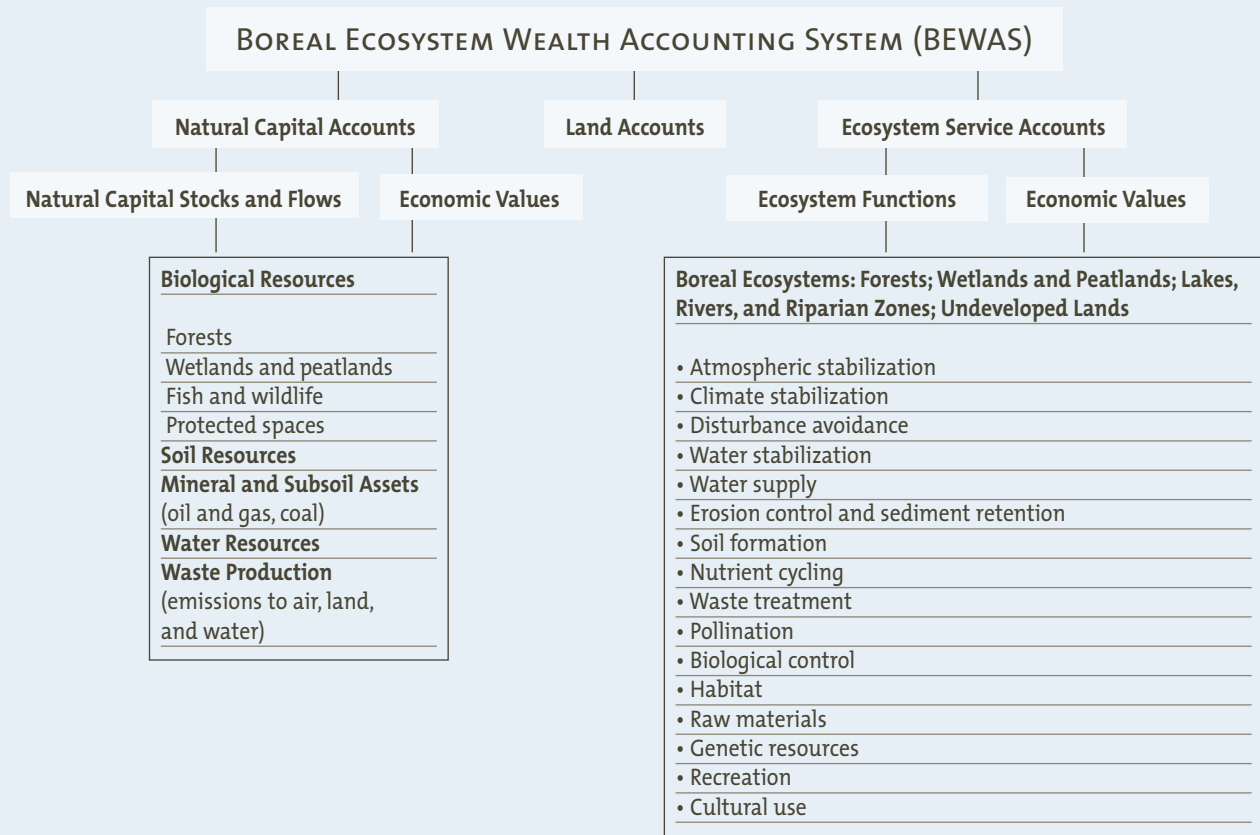 BOREAL ECOSYSTEM WEALTH ACCOUNTING SYSTEM (BEWAS)
Natural Capital Accounts
Land Accounts
Ecosystem Service Accounts
Natural Capital Stocks and Flows
Economic Values
Ecosystem Functions
Economic Values
Biological Resources
Forests
Wetlands and peatlands
Fish and wildlife
Protected spaces
Soil Resources
Mineral and Subsoil Assets
(oil and gas, coal)
Water Resources
Waste Production
(emissions to air, land,
and water)
Boreal Ecosystems: Forests; Wetlands and Peatlands; Lakes,
Rivers, and Riparian Zones; Undeveloped Lands
• Atmospheric stabilization
• Climate stabilization
• Disturbance avoidance
• Water stabilization
• Water supply
• Erosion control and sediment retention
• Soil formation
• Nutrient cycling
• Waste treatment
• Pollination
• Biological control
• Habitat
• Raw materials
• Genetic resources
• Recreation
• Cultural use